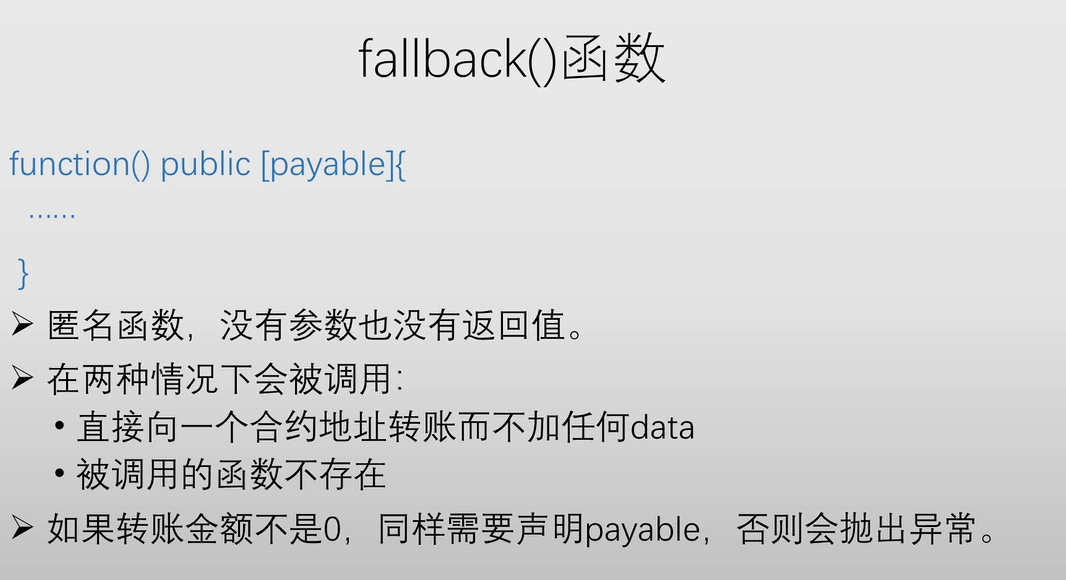 fallback()函数
function() public [payable]{
……
}
➢ 匿名函数，没有参数也没有返回值。
➢ 在两种情况下会被调用：
• 直接向一个合约地址转账而不加任何data
• 被调用的函数不存在
➢ 如果转账金额不是0，同样需要声明payable，否则会抛出异常。